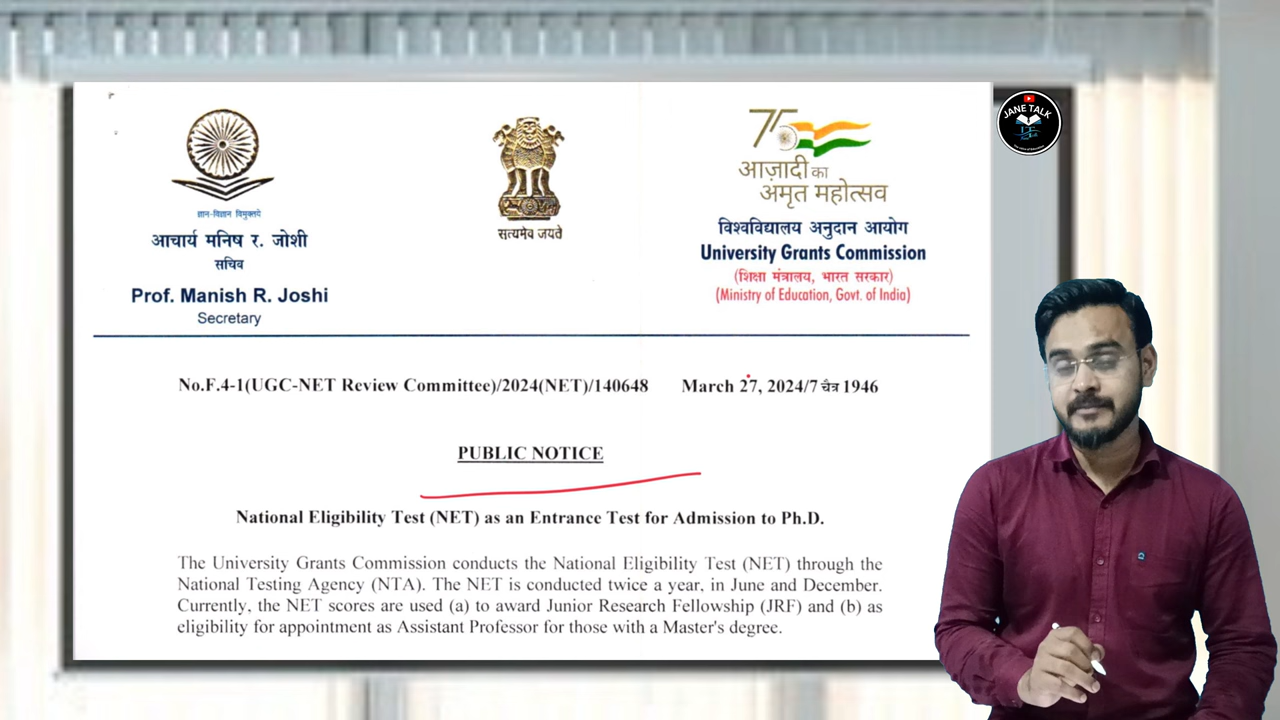 ज्ञान-विज्ञान विमुक्तये
आचार्य मनिष र. जोशी
सचिव
Prof. Manish R. Joshi
Secretary
सत्यमेव जयते
75
आज़ादी का
अमृत महोत्सव
विश्वविद्यालय अनुदान आयोग
University Grants Commission
(शिक्षा मंत्रालय, भारत सरकार)
(Ministry of Education, Govt. of India)
JANE TALK
No.F.4-1(UGC-NET Review Committee)/2024(NET)/140648 March 27, 2024/7 चैत्र 1946
PUBLIC NOTICE
National Eligibility Test (NET) as an Entrance Test for Admission to Ph.D.
The University Grants Commission conducts the National Eligibility Test (NET) through the
National Testing Agency (NTA). The NET is conducted twice a year, in June and December.
Currently, the NET scores are used (a) to award Junior Research Fellowship (JRF) and (b) as
eligibility for appointment as Assistant Professor for those with a Master's degree.